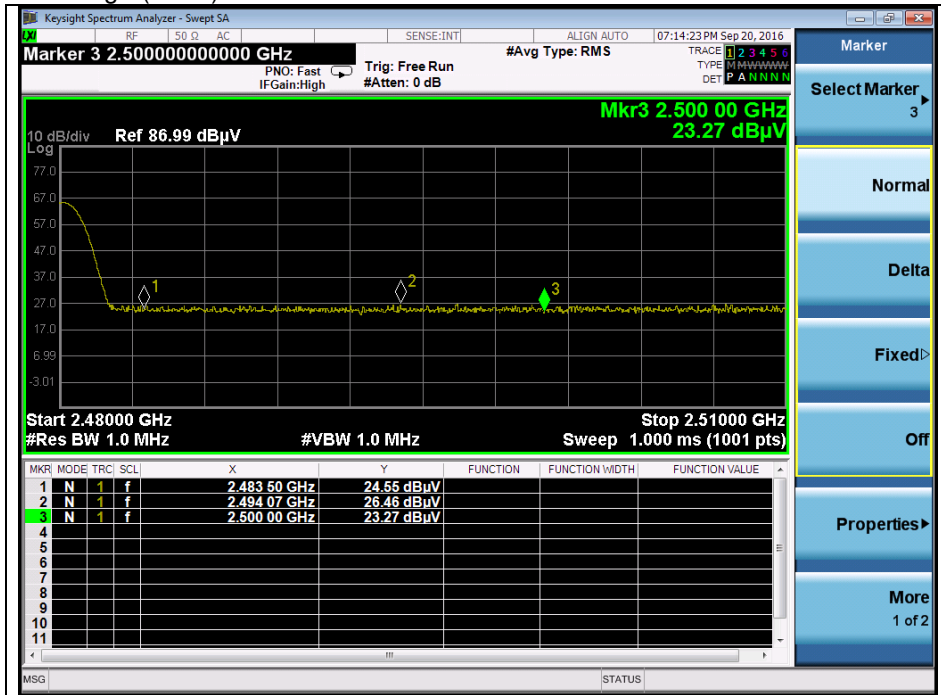 Keysight Spectrum Analyzer - Swept SA
LXI RF 50 Ω AC SENSE:INT ALIGN AUTO 07:14:23 PM Sep 20, 2016
Marker 3 2.500000000000 GHz
PNO: Fast
IFGain:High
Trig: Free Run
#Atten: 0 dB
#Avg Type: RMS
TRACE 1 2 3 4 5 6
TYPE M M W W W W
DET P A N N N N
Mkr3 2.500 00 GHz
23.27 dBµV
10 dB/div
Log
Ref 86.99 dBµV
77.0
67.0
57.0
47.0
37.0
27.0
17.0
6.99
-3.01
1
2
3
Start 2.48000 GHz
Stop 2.51000 GHz
#Res BW 1.0 MHz
#VBW 1.0 MHz
Sweep 1.000 ms (1001 pts)
MKR MODE TRC SCL X Y FUNCTION FUNCTION WIDTH FUNCTION VALUE
1 N 1 f 2.483 50 GHz 24.55 dBµV
2 N 1 f 2.494 07 GHz 26.46 dBµV
3 N 1 f 2.500 00 GHz 23.27 dBµV
4
5
6
7
8
9
10
11
MSG
STATUS
Marker
Select Marker
3
Normal
Delta
Fixed
Off
Properties
More
1 of 2